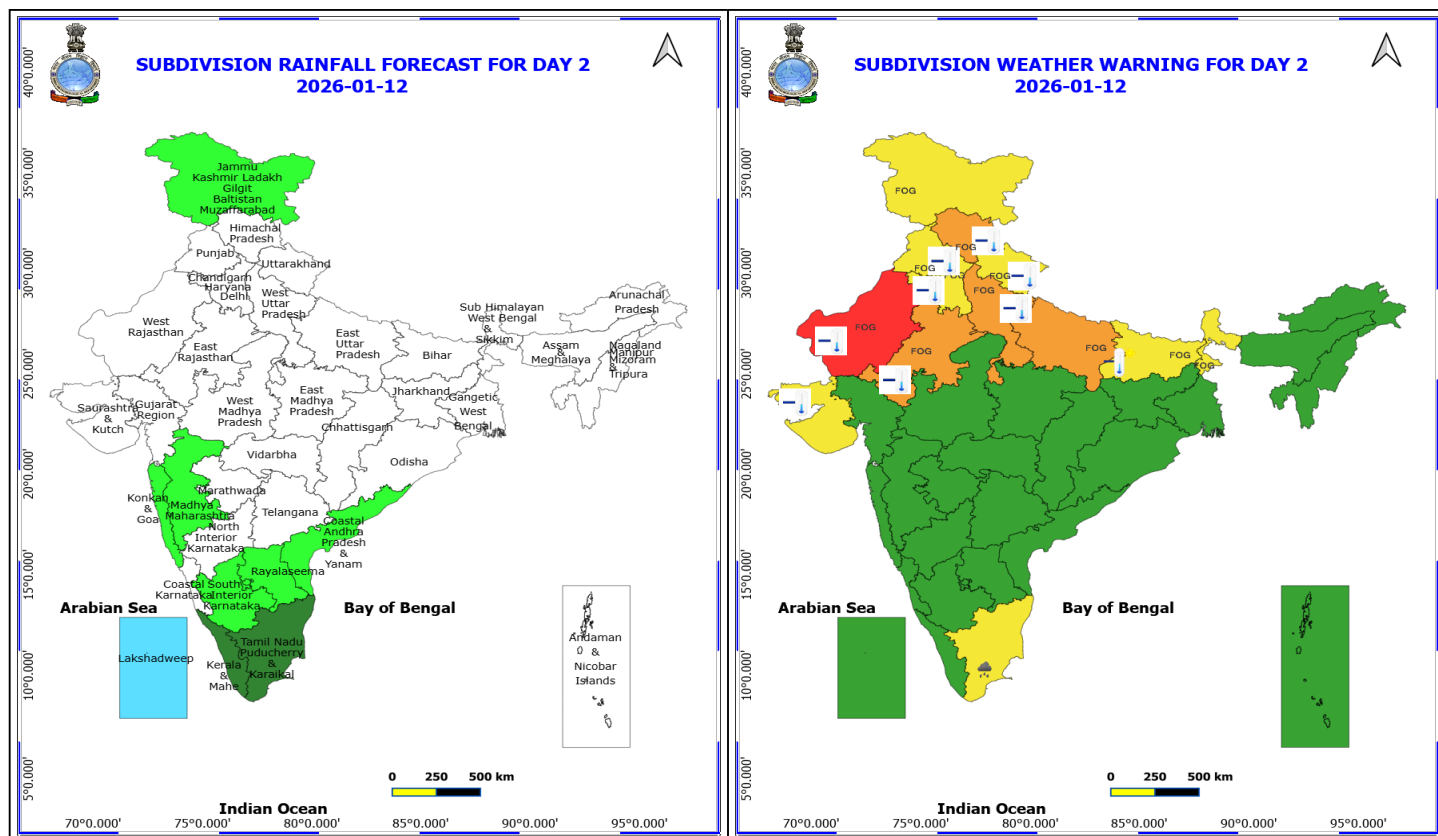 SUBDIVISION RAINFALL FORECAST FOR DAY 2
2026-01-12
40°0.000'
35°0.000'
30°0.000'
25°0.000'
20°0.000'
15°0.000'
10°0.000'
5°0.000'
Jammu
Kashmir Ladakh
Gilgit
Baltistan
Muzaffarabad
Himachal
Pradesh
Punjab
Uttarakhand
Chandigarh
Haryana
Delhi
West
Uttar
Pradesh
West
Rajasthan
East
Rajasthan
East
Uttar
Pradesh
Bihar
Sub Himalayan
West Bengal
&
Sikkim
Arunachal
Pradesh
Assam
&
Meghalaya
Nagaland
Manipur
Mizoram
&
Tripura
Saurashtra
&
Kutch
Gujarat
Region
West
Madhya
Pradesh
East
Madhya
Pradesh
Jharkhand
Gangetic
West
Bengal
Chhattisgarh
Vidarbha
Odisha
Konkan
&
Goa
Madhya
Maharashtra
Marathwada
Telangana
North
Interior
Karnataka
Coastal
Andhra
Pradesh
&
Yanam
Rayalaseema
Coastal
Karnataka
South
Interior
Karnataka
Arabian Sea
Bay of Bengal
Lakshadweep
Kerala
&
Mahe
Tamil Nadu
Puducherry
&
Karaikal
Andaman
&
Nicobar
Islands
0 250 500 km
Indian Ocean
70°0.000' 75°0.000' 80°0.000' 85°0.000' 90°0.000' 95°0.000'
SUBDIVISION WEATHER WARNING FOR DAY 2
2026-01-12
40°0.000'
35°0.000'
30°0.000'
25°0.000'
20°0.000'
15°0.000'
10°0.000'
5°0.000'
FOG
FOG
FOG
FOG
FOG
FOG
FOG
FOG
FOG
Arabian Sea
Bay of Bengal
0 250 500 km
Indian Ocean
70°0.000' 75°0.000' 80°0.000' 85°0.000' 90°0.000' 95°0.000'